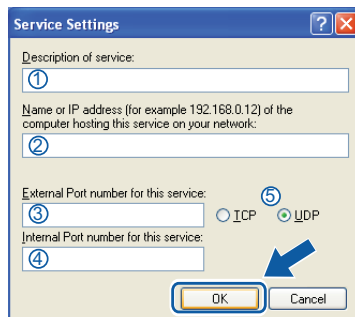 Service Settings
Description of service:
①
Name or IP address (for example 192.168.0.12) of the
computer hosting this service on your network:
②
External Port number for this service:
⑤
③
TCP
UDP
Internal Port number for this service:
④
OK
Cancel